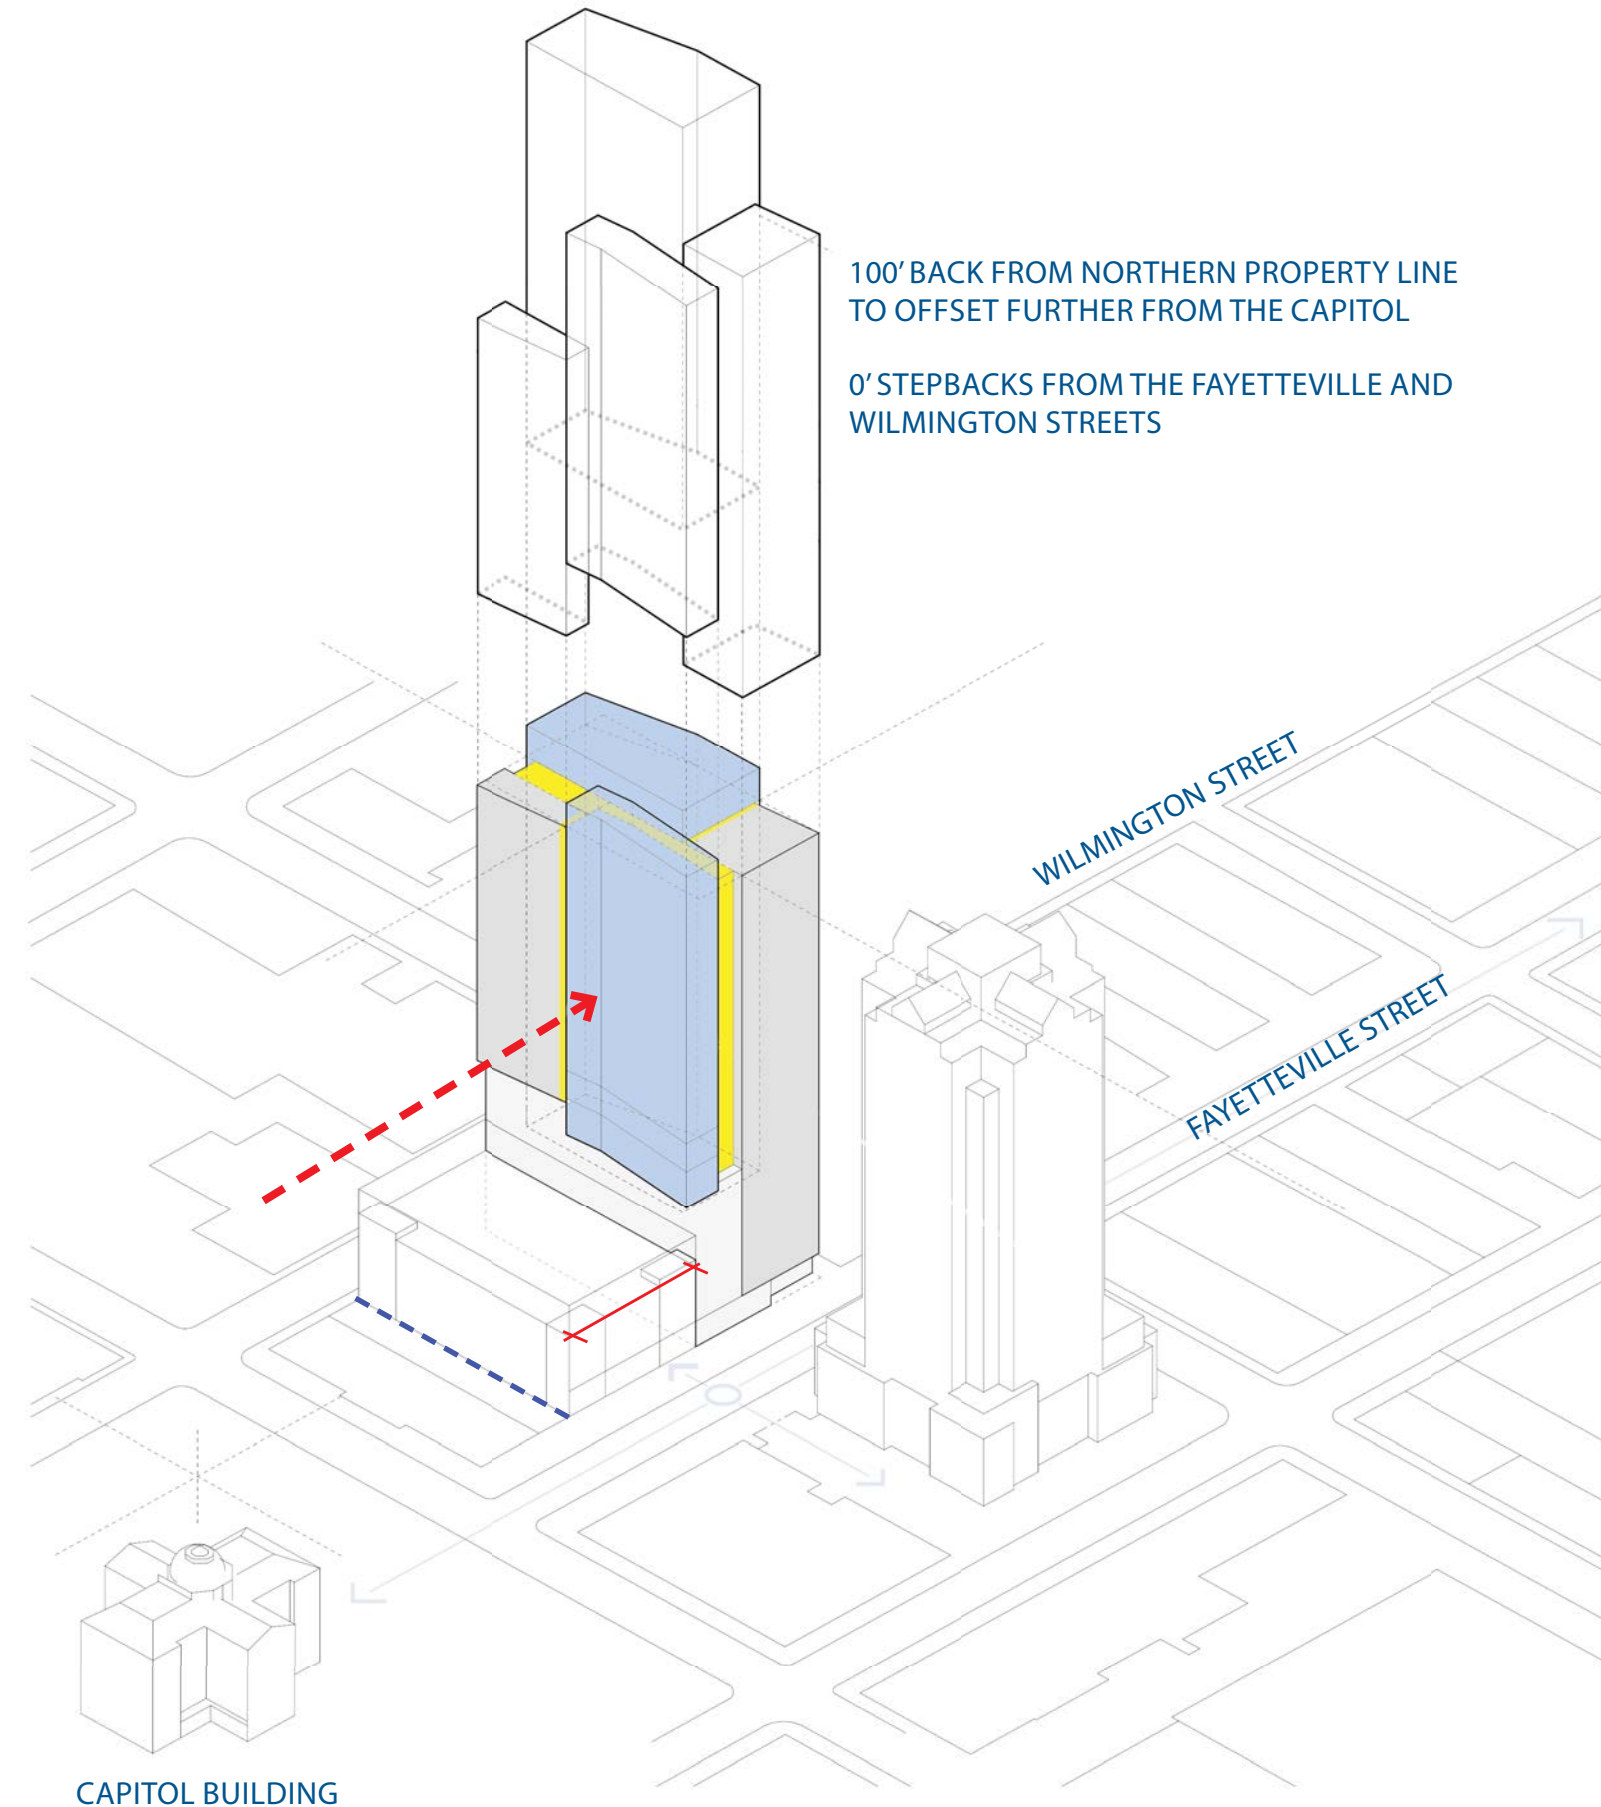 100' BACK FROM NORTHERN PROPERTY LINE
TO OFFSET FURTHER FROM THE CAPITOL
0' STEPBACKS FROM THE FAYETTEVILLE AND
WILMINGTON STREETS
WILMINGTON STREET
FAYETTEVILLE STREET
CAPITOL BUILDING